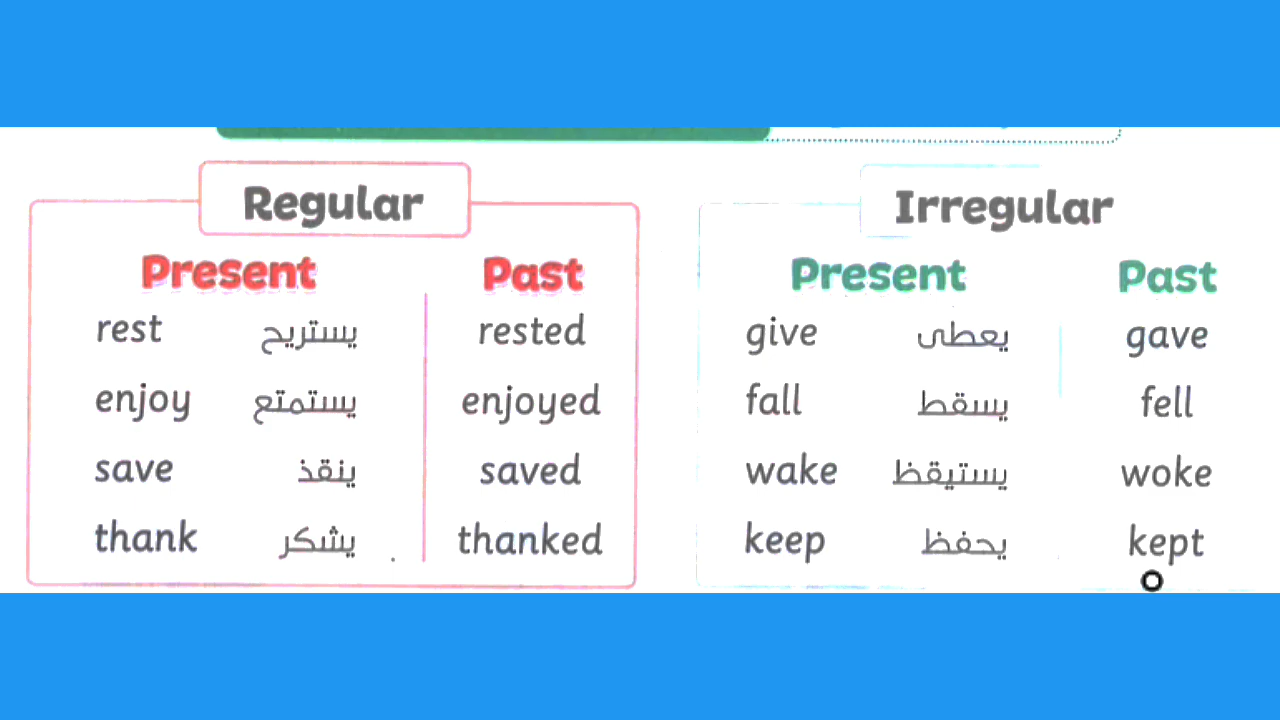 Regular
Present Past
rest يستريح rested
enjoy يستمتع enjoyed
save ينقذ saved
thank يشكر thanked
Irregular
Present Past
give يعطى gave
fall يسقط fell
wake يستيقظ woke
keep يحفظ kept